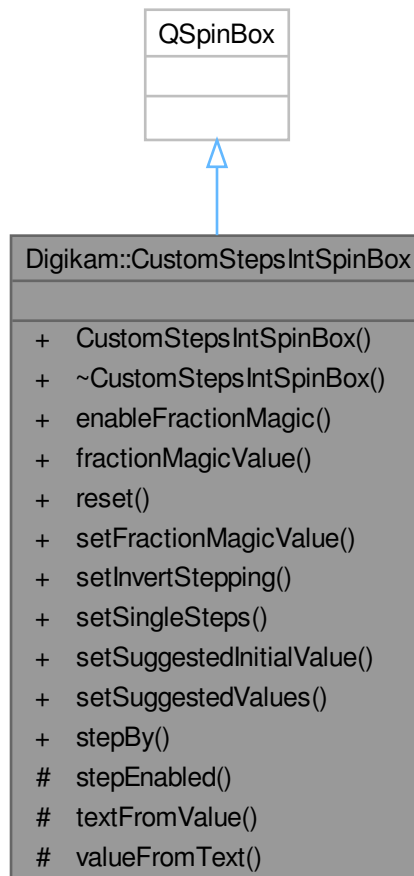 QSpinBox
Digikam::CustomStepsIntSpinBox
+ CustomStepsIntSpinBox()
+ ~CustomStepsIntSpinBox()
+ enableFractionMagic()
+ fractionMagicValue()
+ reset()
+ setFractionMagicValue()
+ setInvertStepping()
+ setSingleSteps()
+ setSuggestedInitialValue()
+ setSuggestedValues()
+ stepBy()
# stepEnabled()
# textFromValue()
# valueFromText()